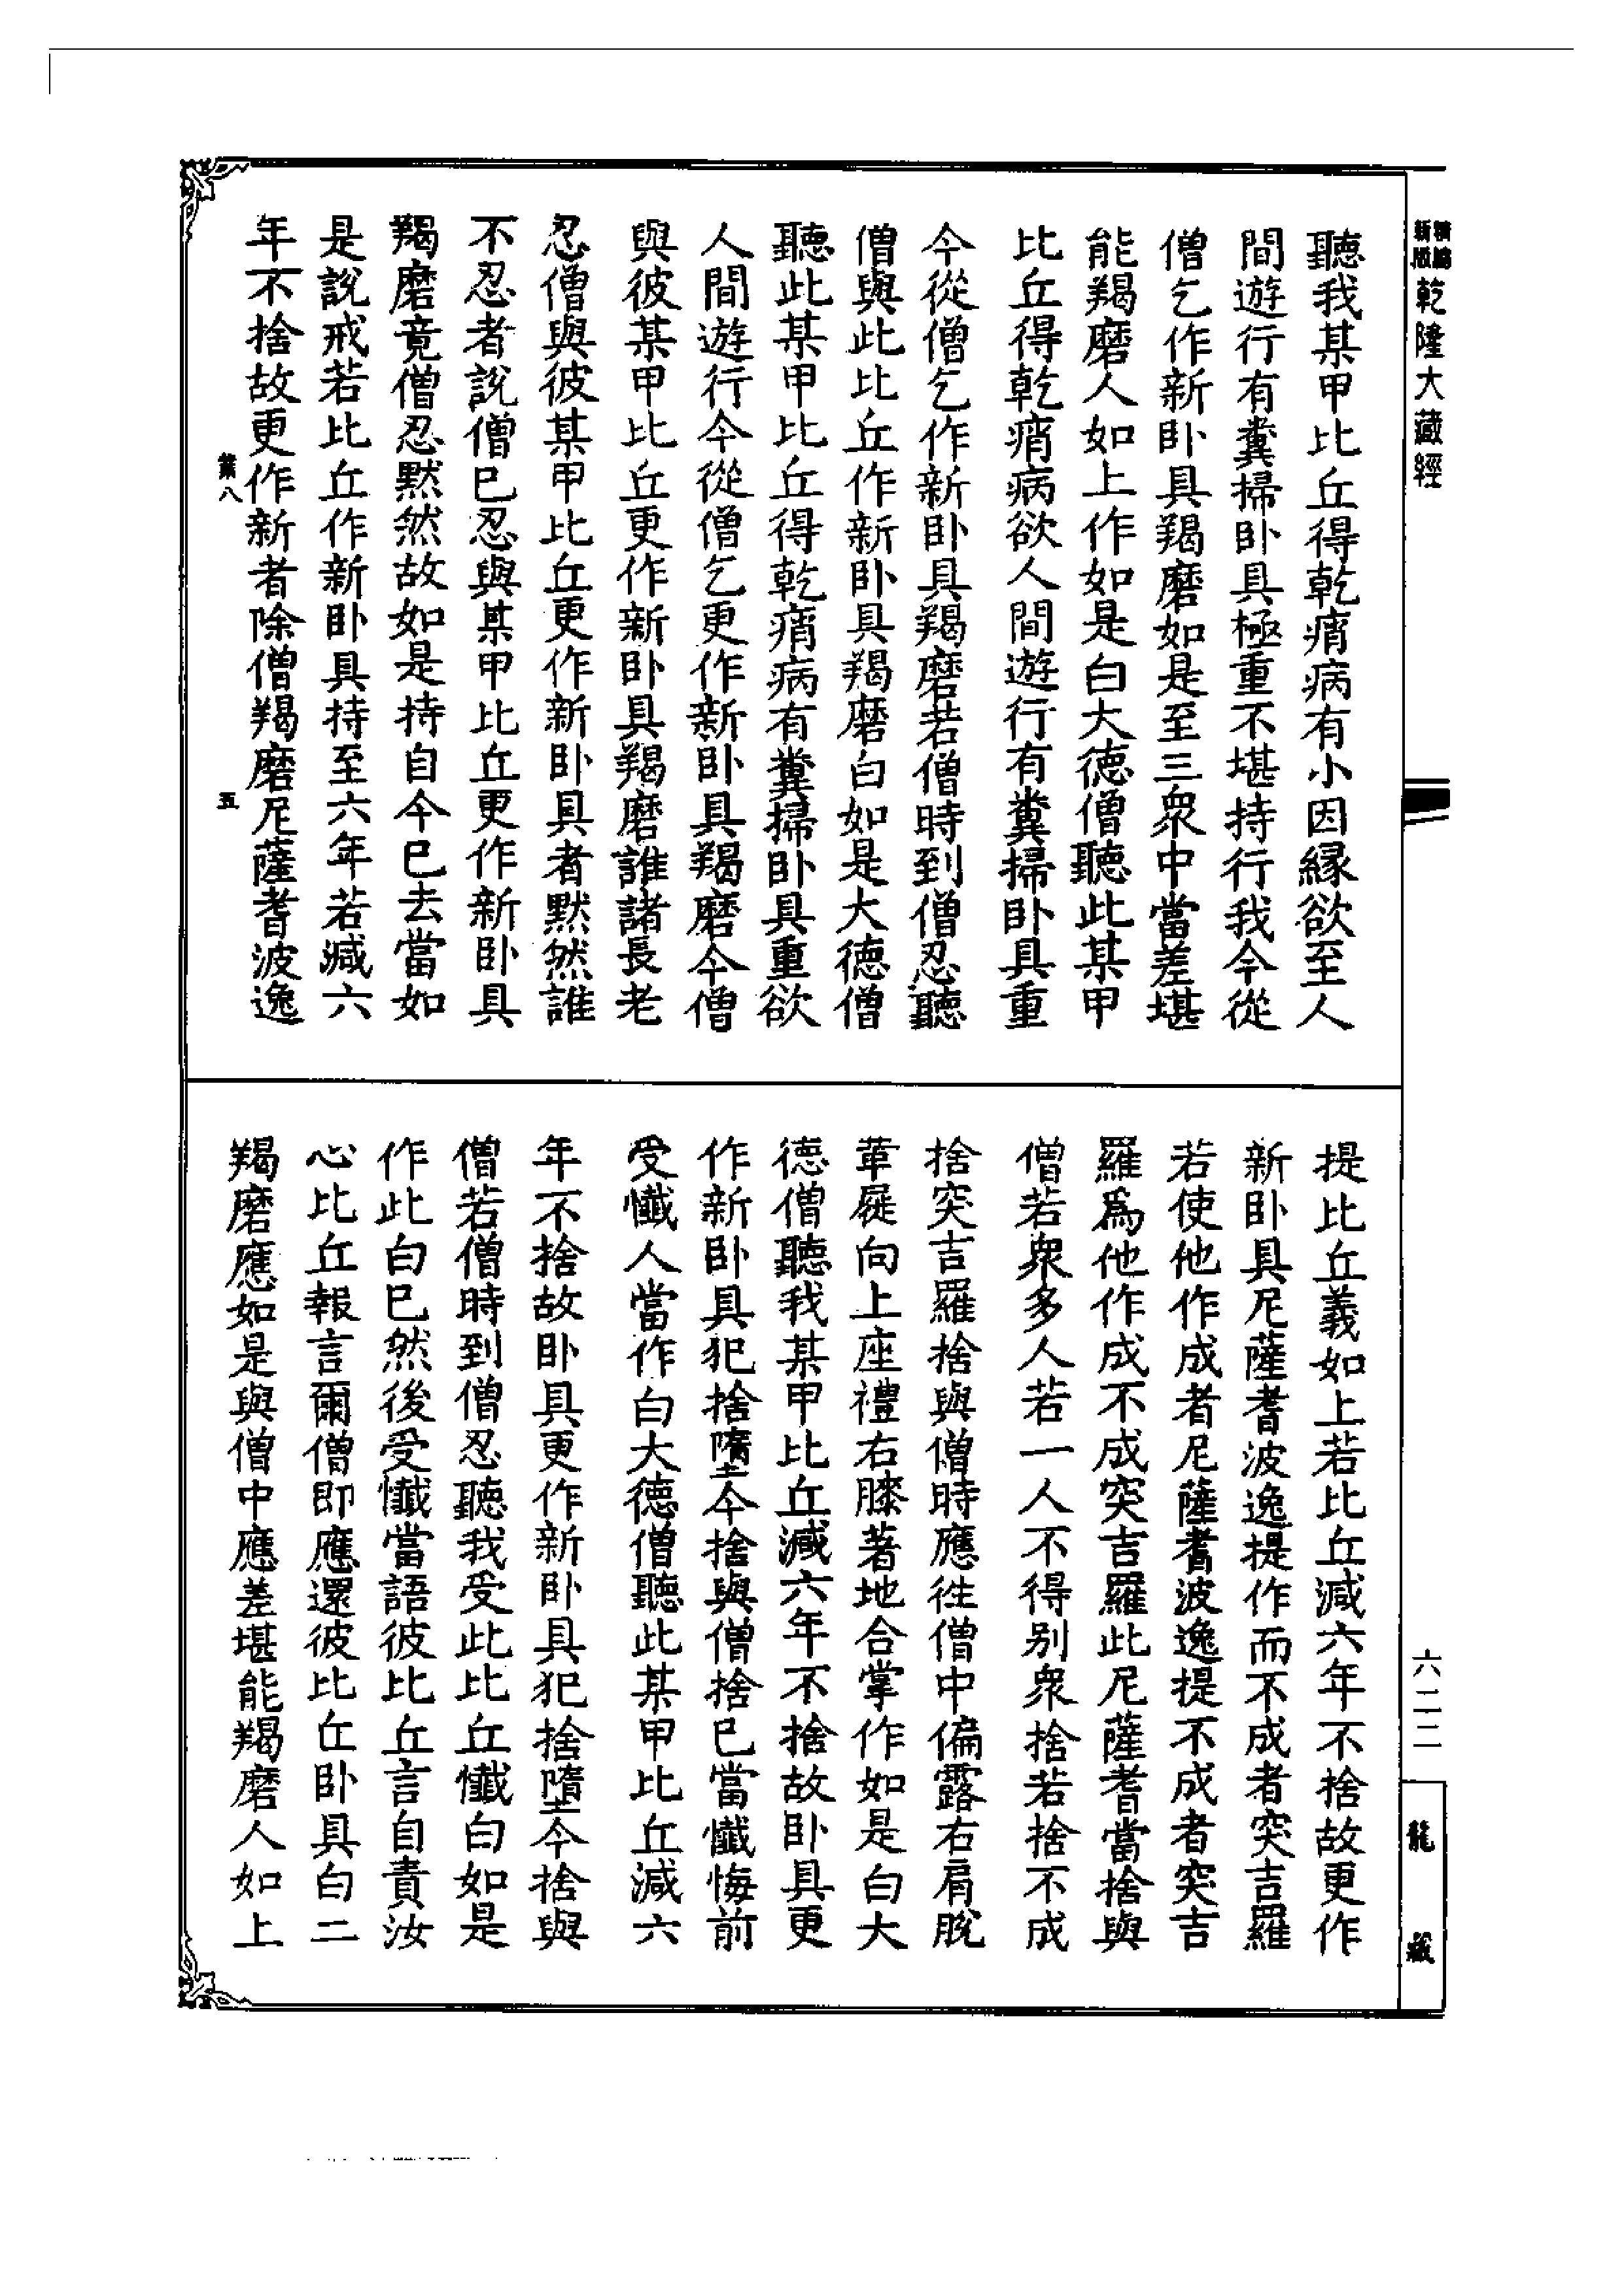 新編
新版
乾隆大藏經
聽我某甲比丘得乾痟病有小因緣欲至人
間遊行有糞掃卧具極重不堪持行我今從
僧乞作新卧具羯磨如是至三衆中當差堪
能羯磨人如上作如是白大德僧聽此某甲
比丘得乾痟病欲人間遊行有糞掃卧具重
今從僧乞作新卧具羯磨若僧時到僧忍聽
僧與此比丘作新卧具羯磨白如是大德僧
聽此某甲比丘得乾痟病有糞掃卧具重欲
人間遊行今從僧乞更作新卧具羯磨今僧
與彼某甲比丘更作新卧具羯磨誰諸長老
忍僧與彼某甲比丘更作新卧具者默然誰
不忍者說僧已忍與某甲比丘更作新卧具
羯磨竟僧忍默然故如是持自今已去當如
是說戒若比丘作新卧具持至六年若減六
年不捨故更作新者除僧羯磨尼薩耆波逸
業八
五
提比丘義如上若比丘減六年不捨故更作
新卧具尼薩耆波逸提作而不成者突吉羅
若使他作成者尼薩耆波逸提不成者突吉
羅爲他作成不成突吉羅此尼薩耆當捨與
僧若衆多人若一人不得別衆捨若捨不成
捨突吉羅捨與僧時應往僧中偏露右肩脫
革屣向上座禮右膝著地合掌作如是白大
德僧聽我某甲比丘減六年不捨故卧具更
作新卧具犯捨墮今捨與僧捨已當懺悔前
受懺人當作白大德僧聽此某甲比丘減六
年不捨故卧具更作新卧具犯捨墮今捨與
僧若僧時到僧忍聽我受此比丘懺白如是
作此白已然後受懺當語彼比丘言自責汝
心比丘報言爾僧即應還彼比丘卧具白二
羯磨應如是與僧中應差堪能羯磨人如上
六二二
龍藏